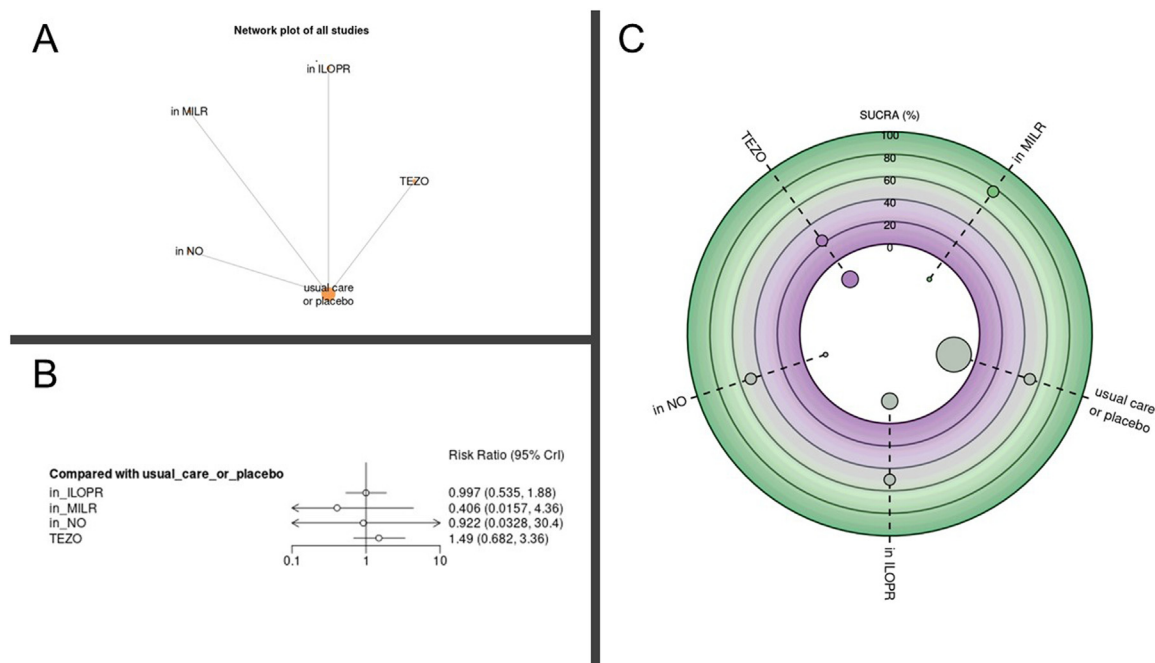 A
Network plot of all studies
in ILOPR
in MILR
TEZO
in NO
usual care
or placebo
B
Risk Ratio (95% CrI)
Compared with usual_care_or_placebo
in_ILOPR 0.997 (0.535, 1.88)
in_MILR 0.406 (0.0157, 4.36)
in_NO 0.922 (0.0328, 30.4)
TEZO 1.49 (0.682, 3.36)
0.1 1 10
C
SUCRA (%)
100
80
60
40
20
0
TEZO
in MILR
in NO
usual care
or placebo
in ILOPR